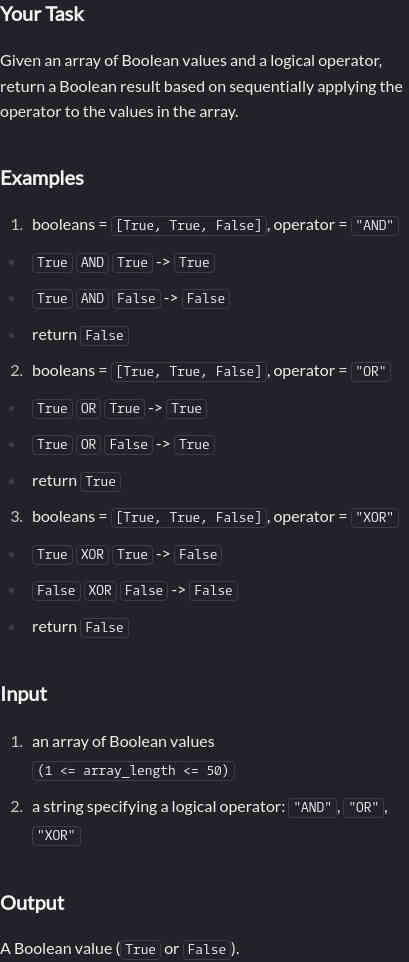 Your Task
Given an array of Boolean values and a logical operator,
return a Boolean result based on sequentially applying the
operator to the values in the array.
Examples
1. booleans = [True, True, False], operator = "AND"
• True AND True -> True
• True AND False -> False
• return False
2. booleans = [True, True, False], operator = "OR"
• True OR True -> True
• True OR False -> True
• return True
3. booleans = [True, True, False], operator = "XOR"
• True XOR True -> False
• False XOR False -> False
• return False
Input
1. an array of Boolean values
(1 <= array_length <= 50)
2. a string specifying a logical operator: "AND", "OR",
"XOR"
Output
A Boolean value (True or False).